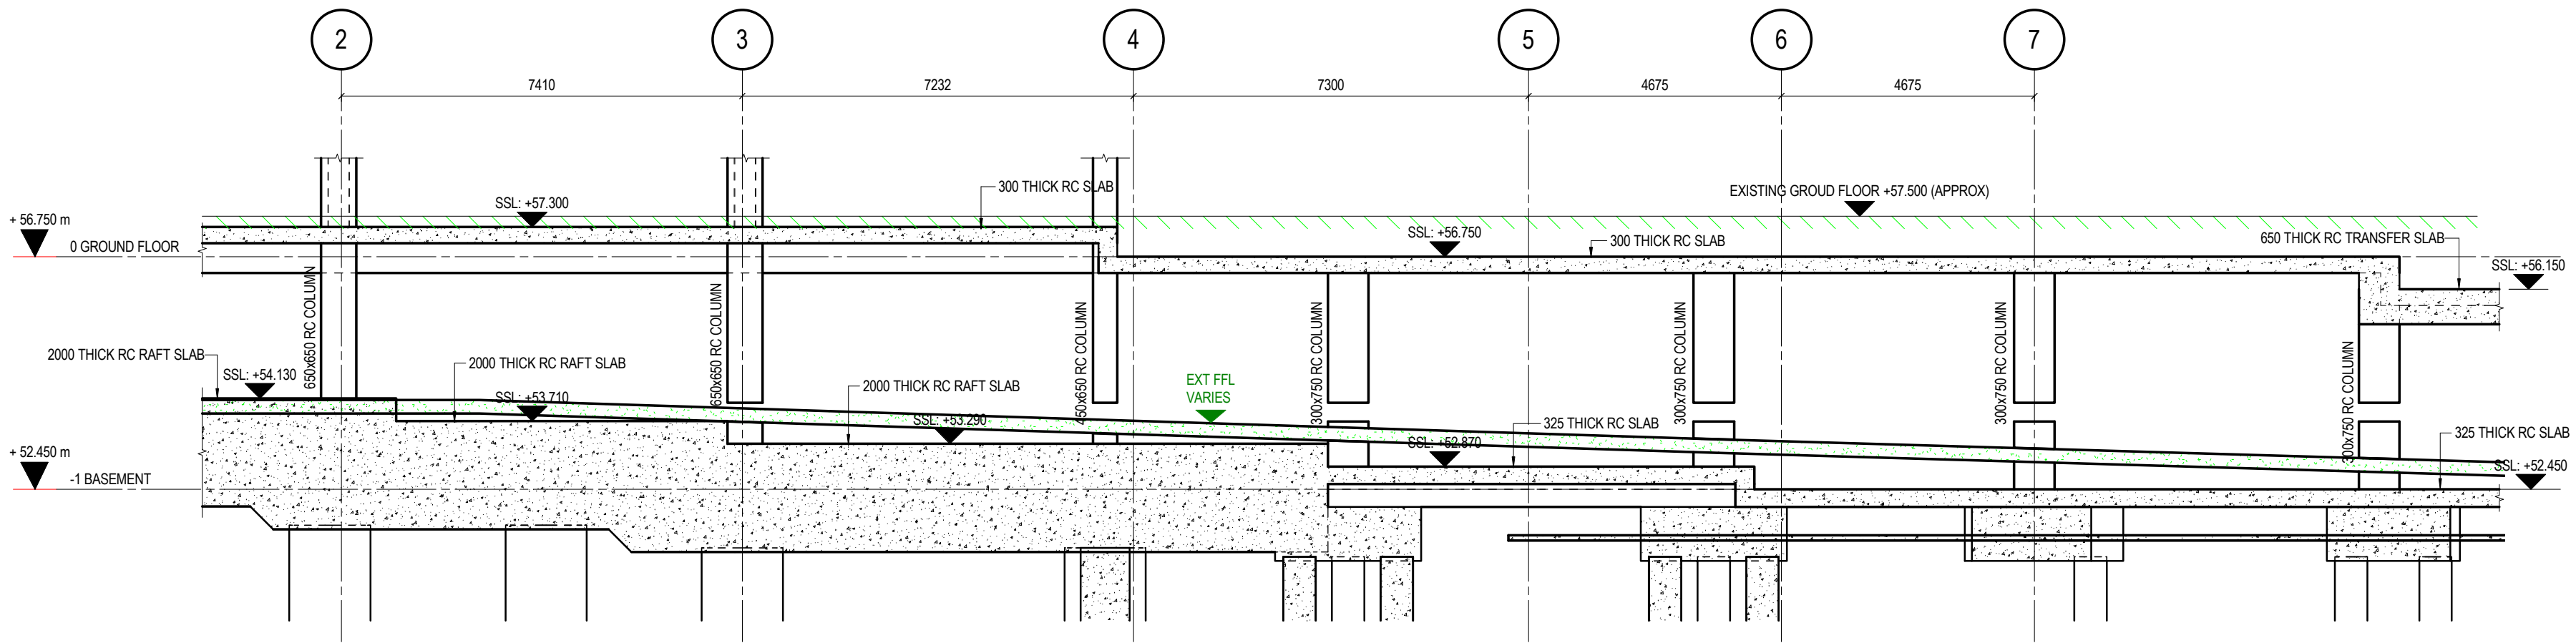 2
3
4
5
6
7
7410
7232
7300
4675
4675
300 THICK RC SLAB
EXISTING GROUD FLOOR +57.500 (APPROX)
SSL: +57.300
+ 56.750 m
0 GROUND FLOOR
SSL: +56.750
300 THICK RC SLAB
650 THICK RC TRANSFER SLAB
SSL: +56.150
650x650 RC COLUMN
650x650 RC COLUMN
450x650 RC COLUMN
300x750 RC COLUMN
300x750 RC COLUMN
300x750 RC COLUMN
300x750 RC COLUMN
2000 THICK RC RAFT SLAB
SSL: +54.130
2000 THICK RC RAFT SLAB
SSL: +53.710
2000 THICK RC RAFT SLAB
SSL: +53.290
EXT FFL
VARIES
325 THICK RC SLAB
SSL: +52.870
325 THICK RC SLAB
SSL: +52.450
+ 52.450 m
-1 BASEMENT